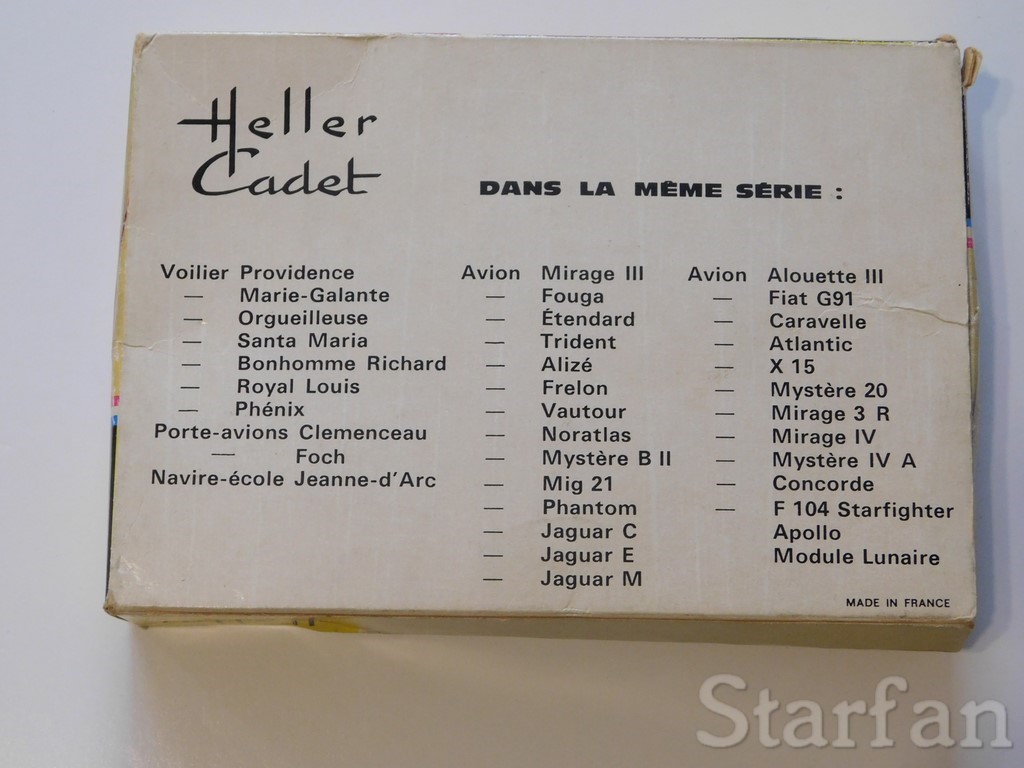 Heller
Cadet
DANS LA MÊME SÉRIE :
Voilier Providence
— Marie-Galante
— Orgueilleuse
— Santa Maria
— Bonhomme Richard
— Royal Louis
— Phénix
Porte-avions Clemenceau
— Foch
Navire-école Jeanne-d'Arc
Avion Mirage III
— Fouga
— Étendard
— Trident
— Alizé
— Frelon
— Vautour
— Noratlas
— Mystère B II
— Mig 21
— Phantom
— Jaguar C
— Jaguar E
— Jaguar M
Avion Alouette III
— Fiat G91
— Caravelle
— Atlantic
— X 15
— Mystère 20
— Mirage 3 R
— Mirage IV
— Mystère IV A
— Concorde
— F 104 Starfighter
Apollo
Module Lunaire
MADE IN FRANCE
Starfan